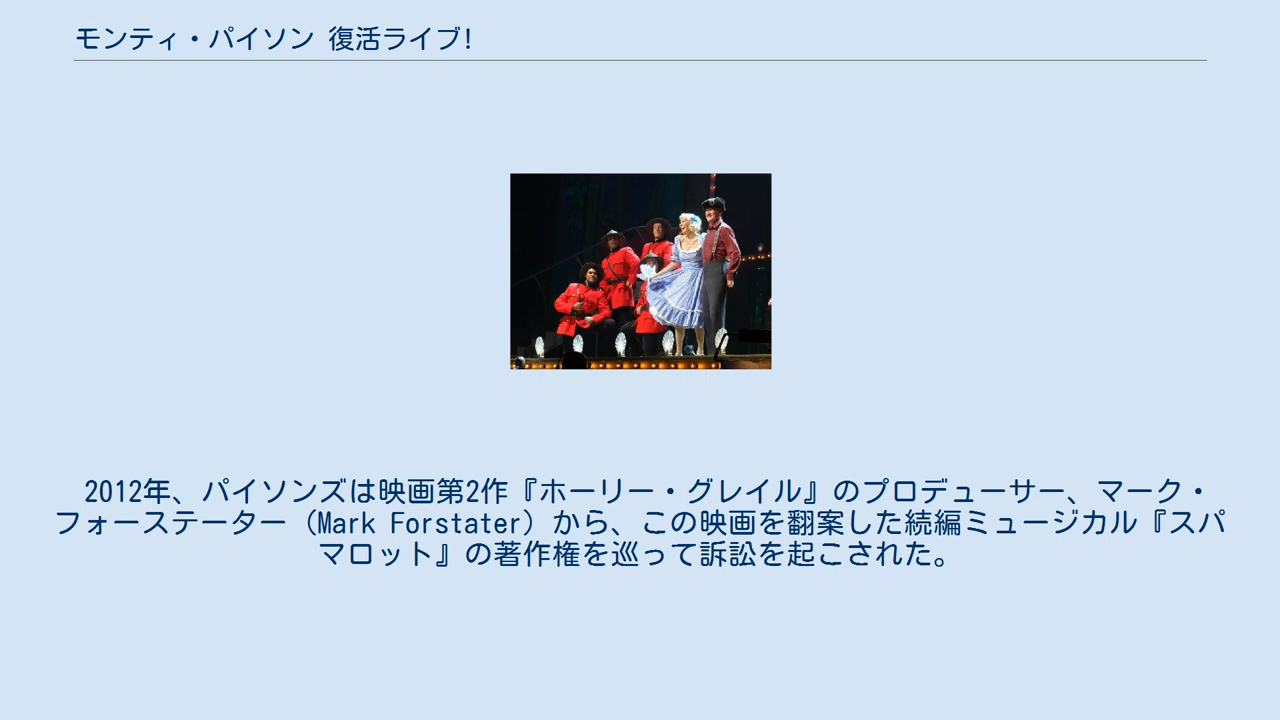 モンティ・パイソン 復活ライブ!
2012年、パイソンズは映画第2作『ホーリー・グレイル』のプロデューサー、マーク・
フォーステーター（Mark Forstater）から、この映画を翻案した続編ミュージカル『スパ
マロット』の著作権を巡って訴訟を起こされた。